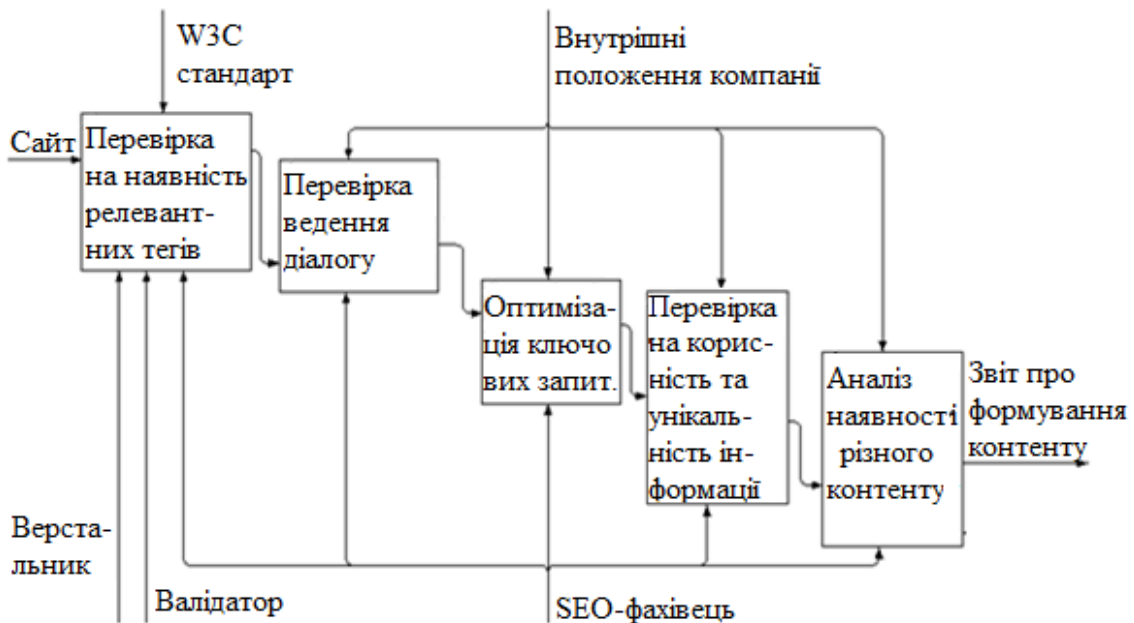 W3C
стандарт
Внутрішні
положення компанії
Сайт
Перевірка
на наявність
релевант-
них тегів
Перевірка
ведення
діалогу
Оптиміза-
ція ключо
вих запит.
Перевірка
на корис-
ність та
унікаль-
ність ін-
формації
Аналіз
наявності
різного
контенту
Звіт про
формування
контенту
Верста-
льник
Валідатор
SEO-фахівець